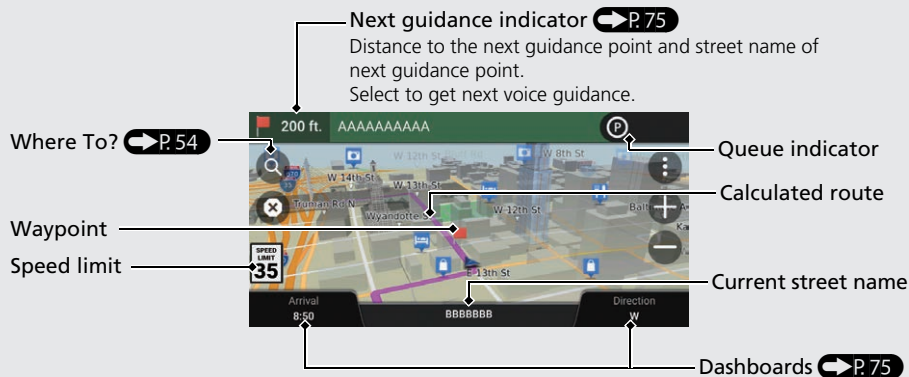 Next guidance indicator P. 75
Distance to the next guidance point and street name of
next guidance point.
Select to get next voice guidance.
Where To? P. 54
200 ft. AAAAAAAAAA
P
Queue indicator
W 12th St
W 8th St
W 14th St
W 13th St
Calculated route
Truman Rd N
Wyandotte S
W 12th St
Balt
A
Ka
Waypoint
Speed limit
SPEED
LIMIT
35
35
E 13th St
Current street name
Arrival
8:50
BBBBBBB
Direction
W
Dashboards P. 75